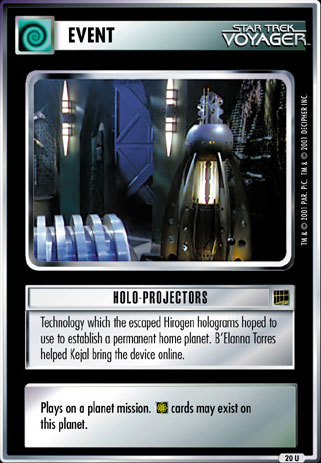 EVENT
STAR TREK
VOYAGER™
TM & © 2001 PAR. P.C. TM & © 2001 DECIPHER INC.
HOLO-PROJECTORS
Technology which the escaped Hirogen holograms hoped to
use to establish a permanent home planet. B'Elanna Torres
helped Kejal bring the device online.
Plays on a planet mission. cards may exist on
this planet.
20 U